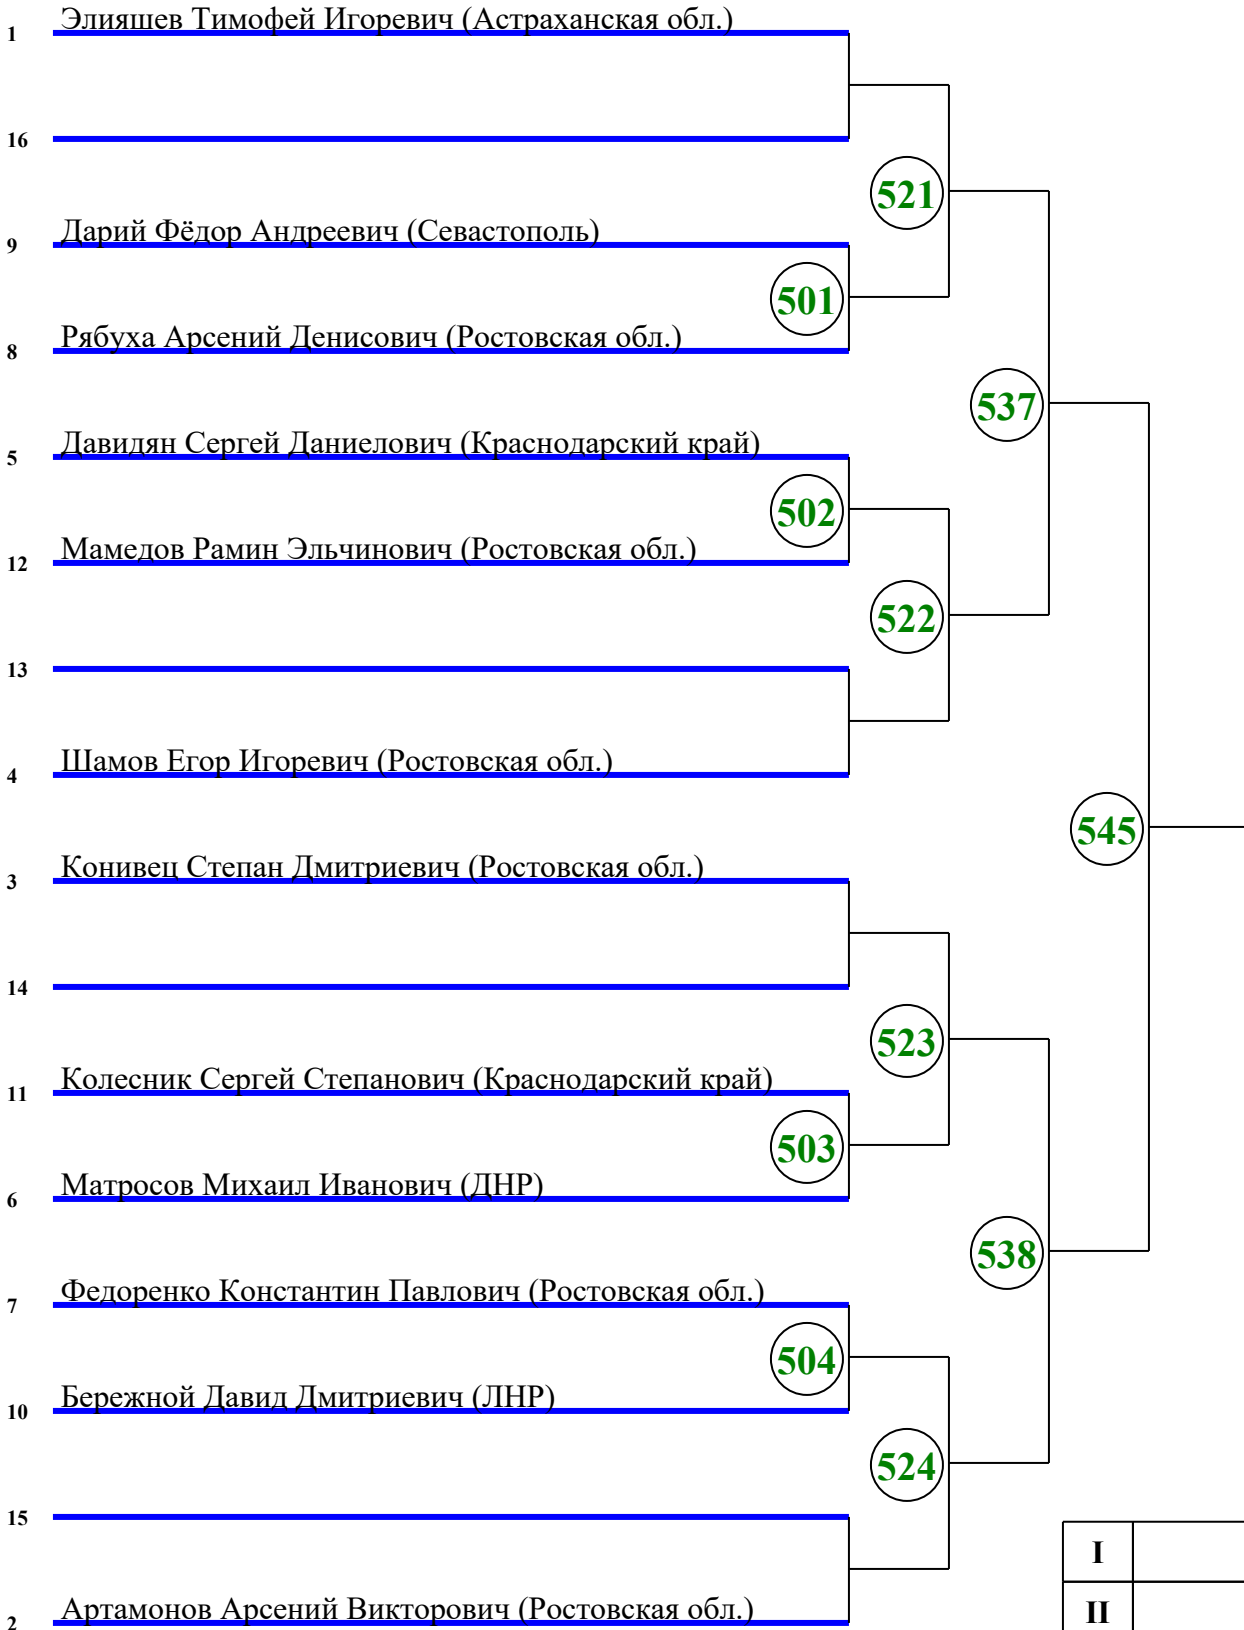 1 Элияшев Тимофей Игоревич (Астраханская обл.)
16
521
9 Дарий Фёдор Андреевич (Севастополь)
501
8 Рябуха Арсений Денисович (Ростовская обл.)
537
5 Давидян Сергей Даниелович (Краснодарский край)
502
12 Мамедов Рамин Эльчинович (Ростовская обл.)
522
13
4 Шамов Егор Игоревич (Ростовская обл.)
545
3 Конивец Степан Дмитриевич (Ростовская обл.)
14
523
11 Колесник Сергей Степанович (Краснодарский край)
503
6 Матросов Михаил Иванович (ДНР)
538
7 Федоренко Константин Павлович (Ростовская обл.)
504
10 Бережной Давид Дмитриевич (ЛНР)
524
15
I
2 Артамонов Арсений Викторович (Ростовская обл.)
II